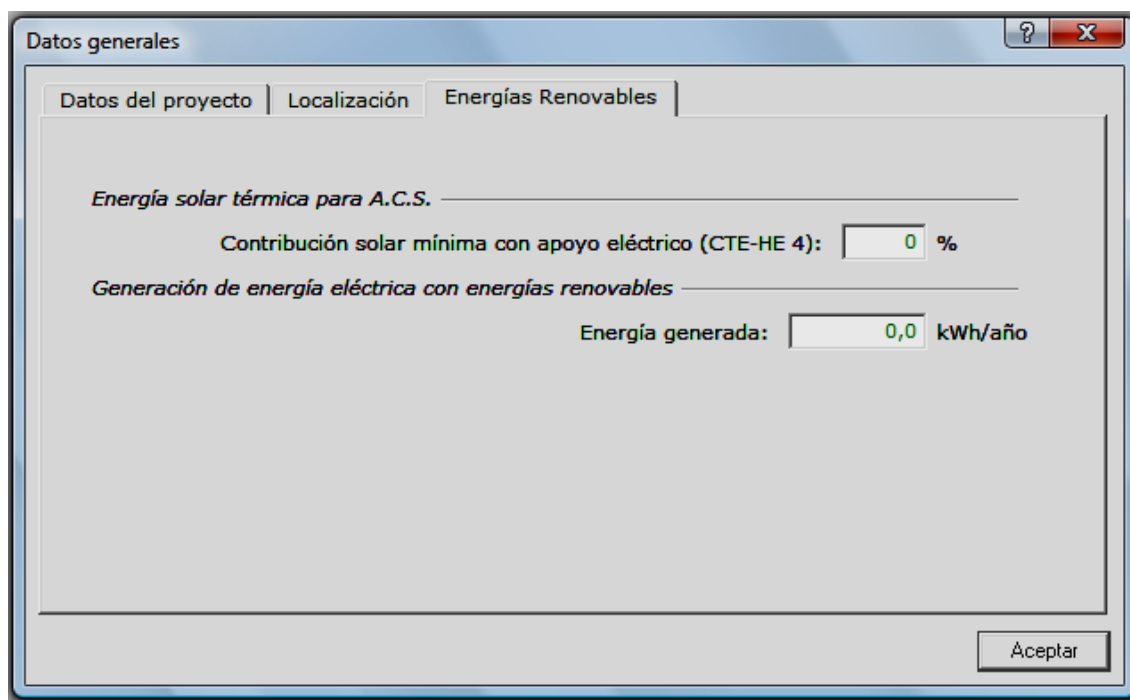 Datos generales
Datos del proyecto Localización Energías Renovables
Energía solar térmica para A.C.S.
Contribución solar mínima con apoyo eléctrico (CTE-HE 4): 0 %
Generación de energía eléctrica con energías renovables
Energía generada: 0,0 kWh/año
Aceptar